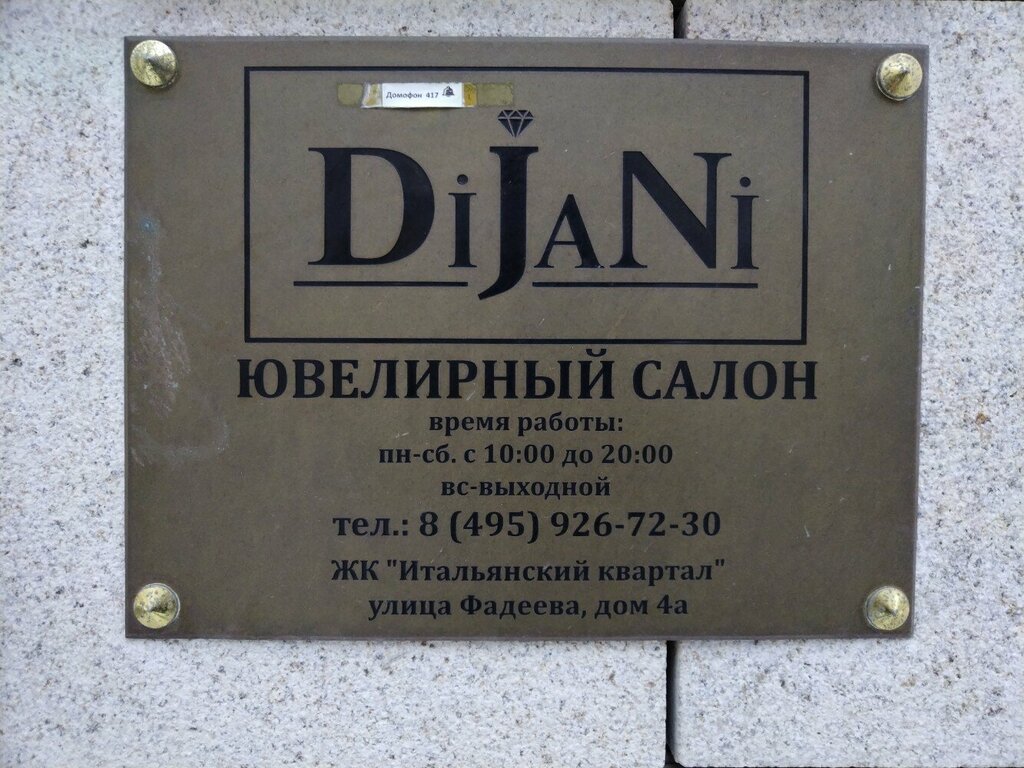 Домофон 417
DiJaNi
ЮВЕЛИРНЫЙ САЛОН
время работы:
пн-сб. с 10:00 до 20:00
вс-выходной
тел.: 8 (495) 926-72-30
ЖК "Итальянский квартал"
улица Фадеева, дом 4а